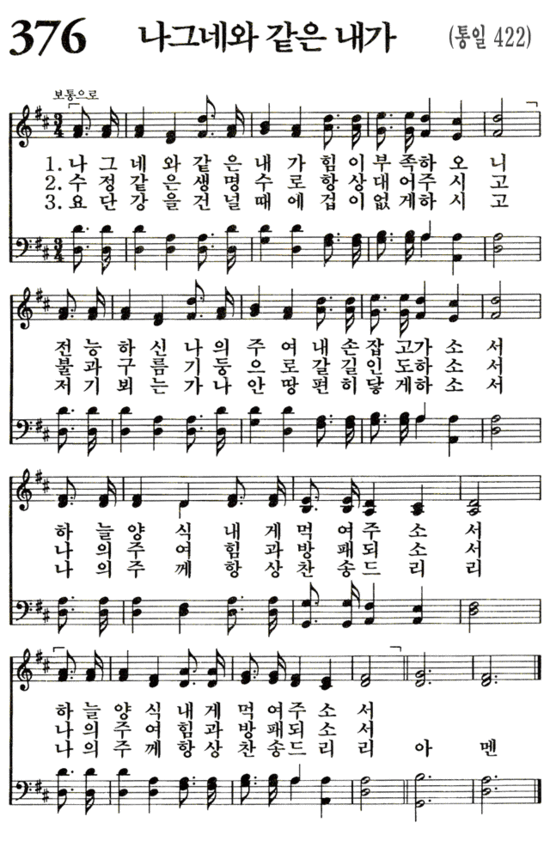 376 나그네와 같은 내가 (통일 422)
보통으로
3/4
1. 나 그 네 와 같 은 내 가 힘 이 부 족하 오 니
2. 수 정 같 은 생 명 수 로 항 상 대 어주 시 고
3. 요 단 강 을 건 널 때 에 겁 이 없 게하 시 고
3/4
전 능 하 신 나 의 주 여 내 손 잡 고가 소 서
불 과 구 름 기 둥 으 로 갈 길 인 도하 소 서
저 기 뵈 는 가 나 안 땅 편 히 닿 게하 소 서
하 늘 양 식 내 게 먹 여주 소 서
나 의 주 여 힘 과 방 패되 소 서
나 의 주 께 항 상 찬 송드 리 리
하 늘 양 식 내 게 먹 여주 소 서
나 의 주 여 힘 과 방 패되 소 서
나 의 주 께 항 상 찬 송드 리 리 아 멘